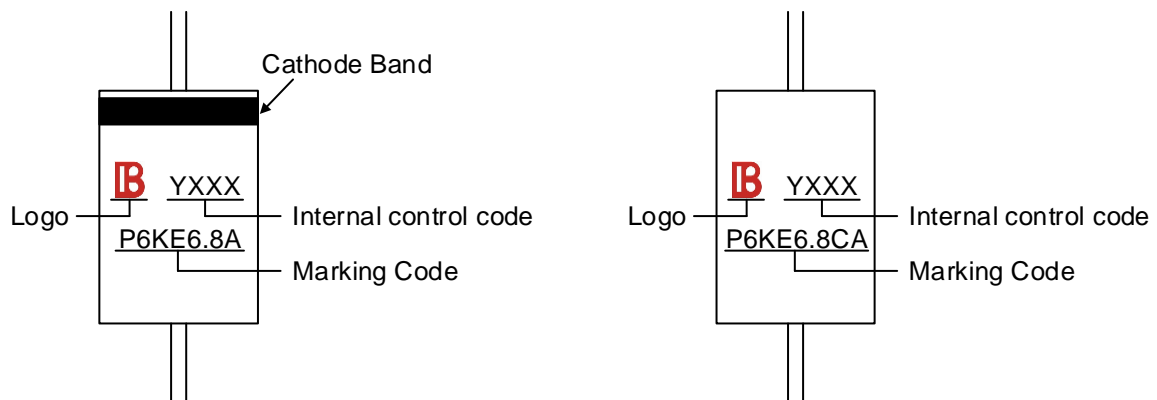 Cathode Band
B YXXX
Logo
Internal control code
P6KE6.8A
Marking Code
B YXXX
Logo
Internal control code
P6KE6.8CA
Marking Code